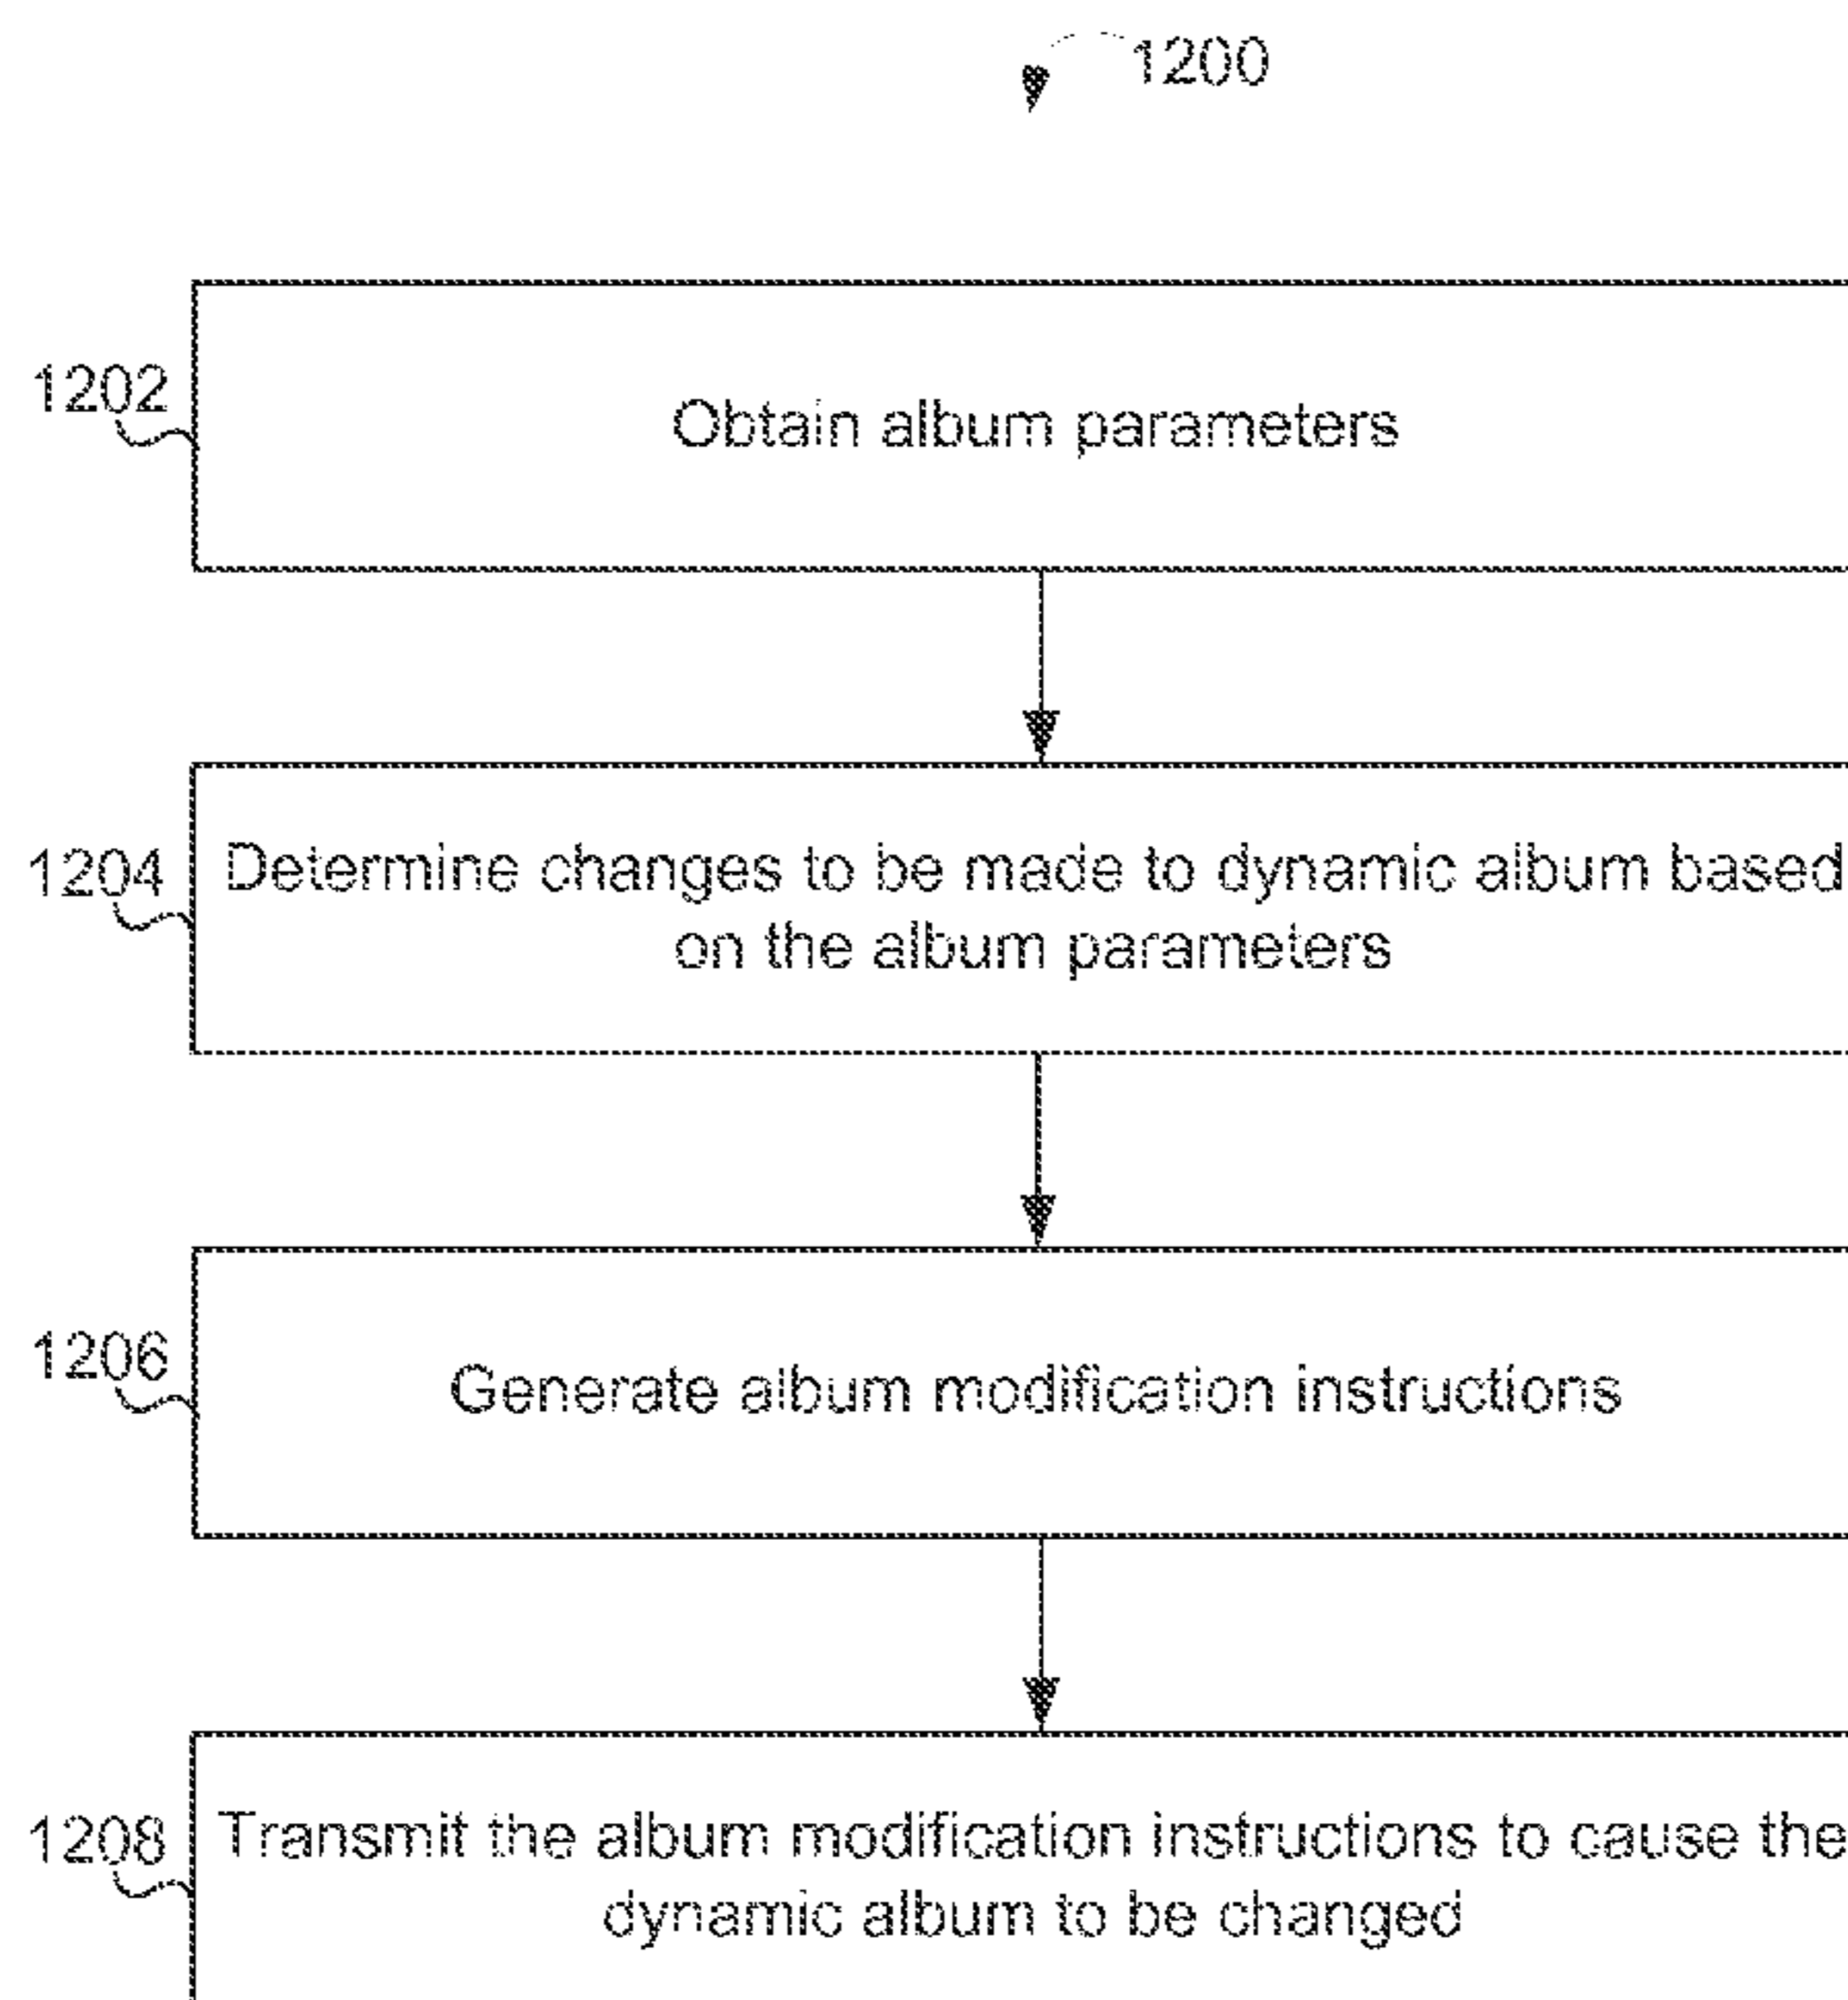 1200
1202
Obtain album parameters
1204
Determine changes to be made to dynamic album based
on the album parameters
1206
Generate album modification instructions
1208
Transmit the album modification instructions to cause the
dynamic album to be changed